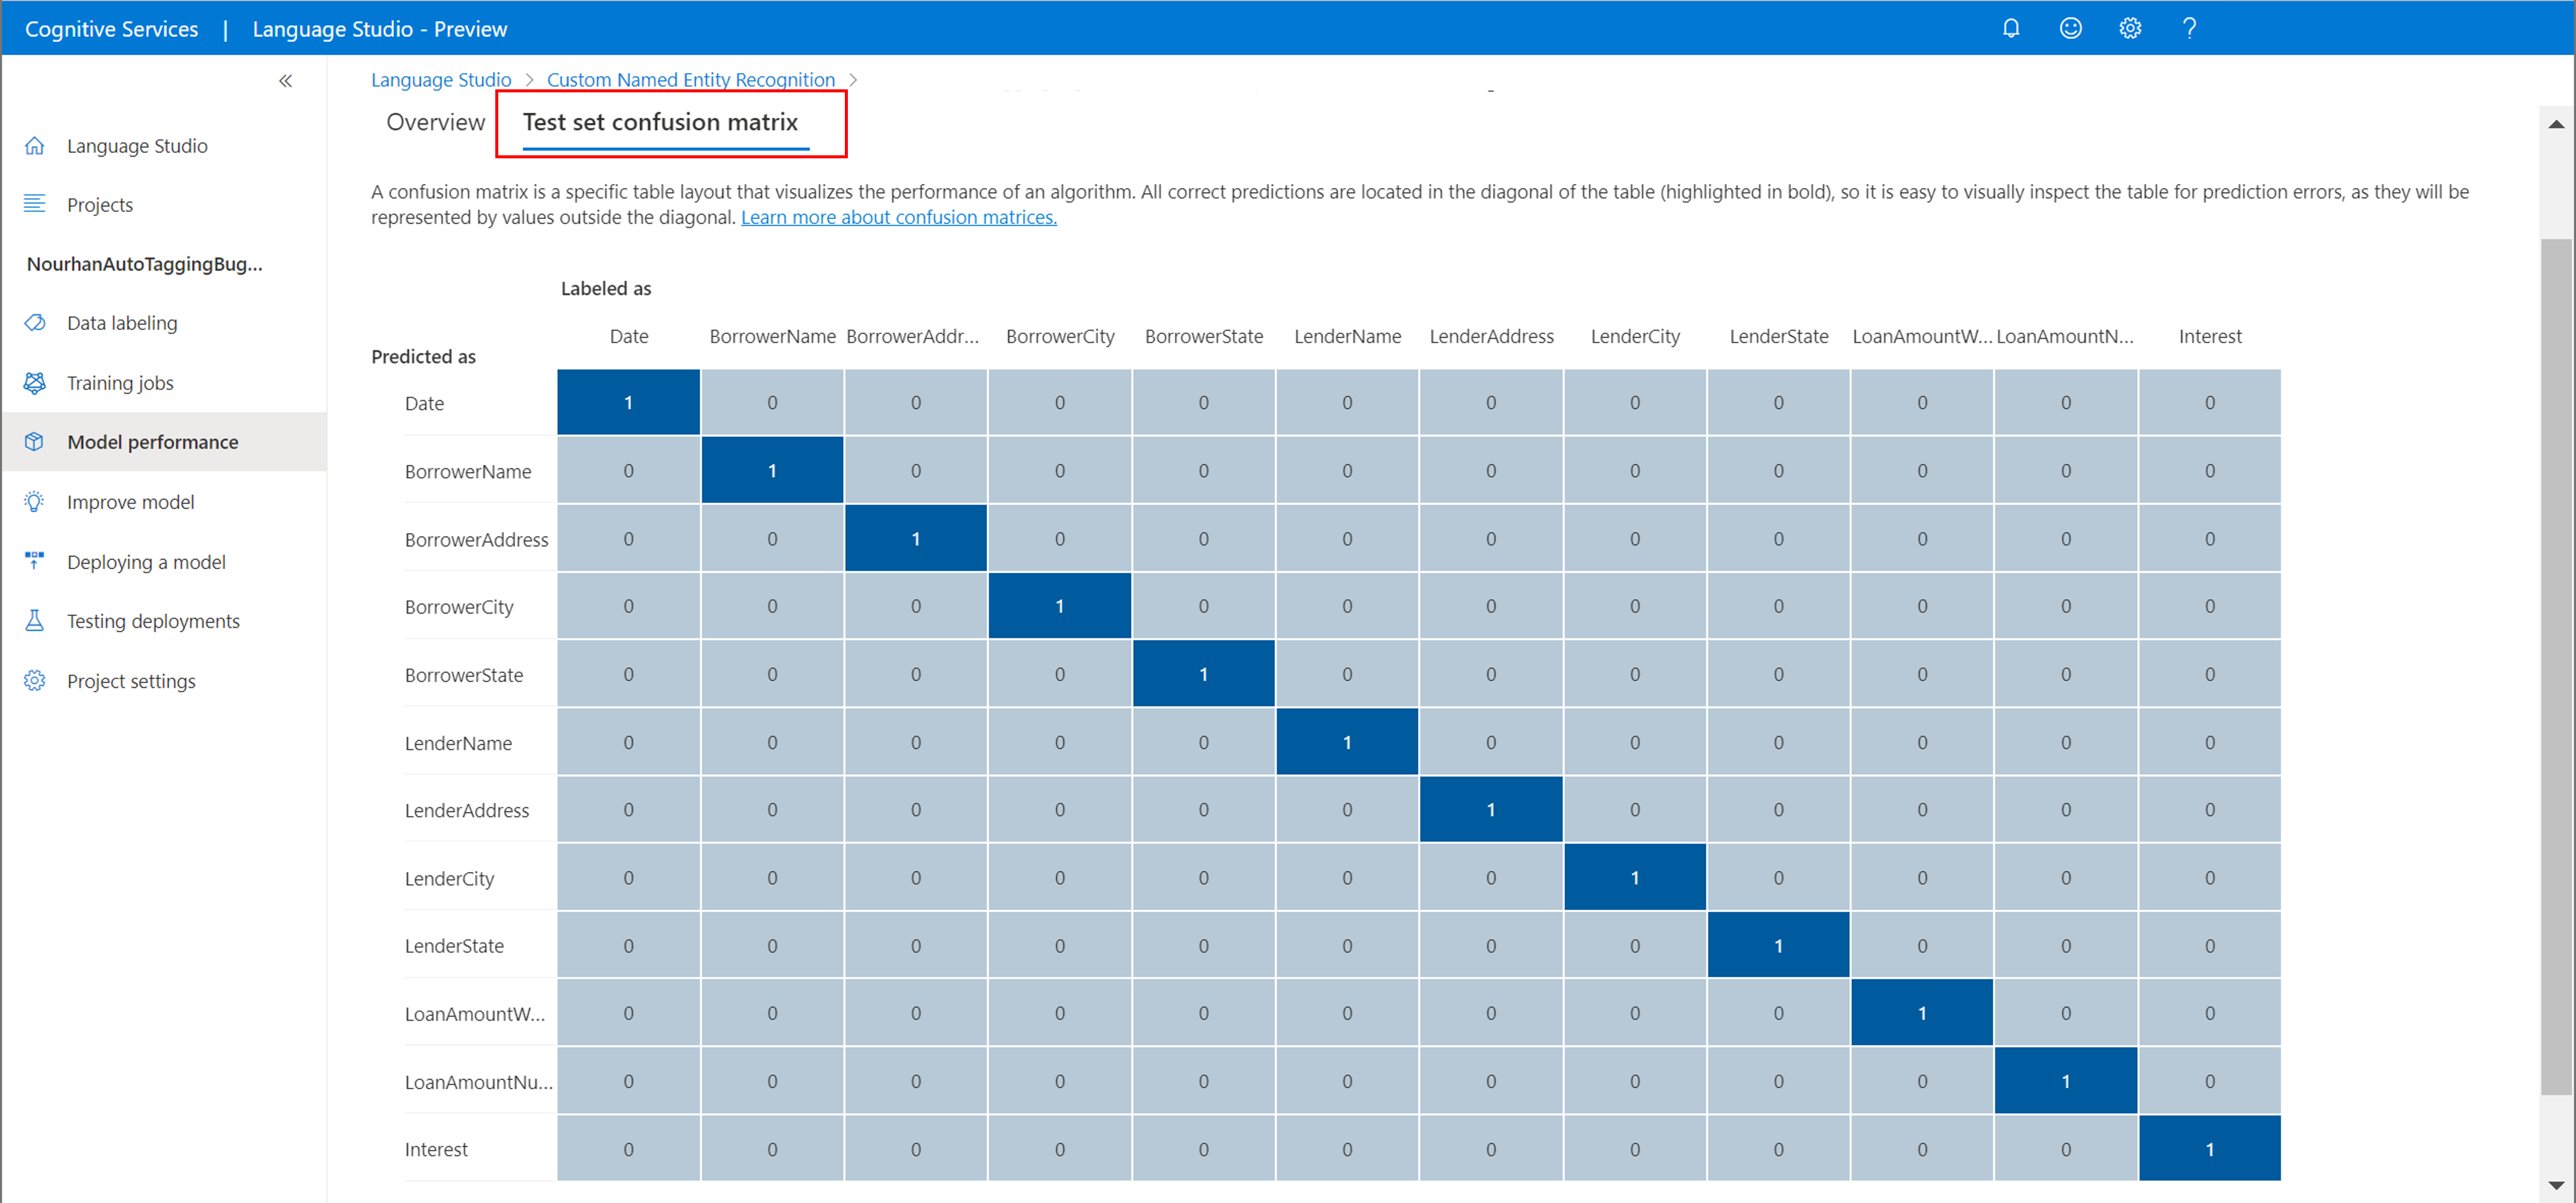 Cognitive Services | Language Studio - Preview
Language Studio > Custom Named Entity Recognition >
Overview Test set confusion matrix
Language Studio
Projects
NourhanAutoTaggingBug...
Data labeling
Training jobs
Model performance
Improve model
Deploying a model
Testing deployments
Project settings
A confusion matrix is a specific table layout that visualizes the performance of an algorithm. All correct predictions are located in the diagonal of the table (highlighted in bold), so it is easy to visually inspect the table for prediction errors, as they will be
represented by values outside the diagonal. Learn more about confusion matrices.
Labeled as
Date BorrowerName BorrowerAddr... BorrowerCity BorrowerState LenderName LenderAddress LenderCity LenderState LoanAmountW... LoanAmountN... Interest
Predicted as
Date 1 0 0 0 0 0 0 0 0 0 0 0
BorrowerName 0 1 0 0 0 0 0 0 0 0 0 0
BorrowerAddress 0 0 1 0 0 0 0 0 0 0 0 0
BorrowerCity 0 0 0 1 0 0 0 0 0 0 0 0
BorrowerState 0 0 0 0 1 0 0 0 0 0 0 0
LenderName 0 0 0 0 0 1 0 0 0 0 0 0
LenderAddress 0 0 0 0 0 0 1 0 0 0 0 0
LenderCity 0 0 0 0 0 0 0 1 0 0 0 0
LenderState 0 0 0 0 0 0 0 0 1 0 0 0
LoanAmountW... 0 0 0 0 0 0 0 0 0 1 0 0
LoanAmountNu... 0 0 0 0 0 0 0 0 0 0 1 0
Interest 0 0 0 0 0 0 0 0 0 0 0 1